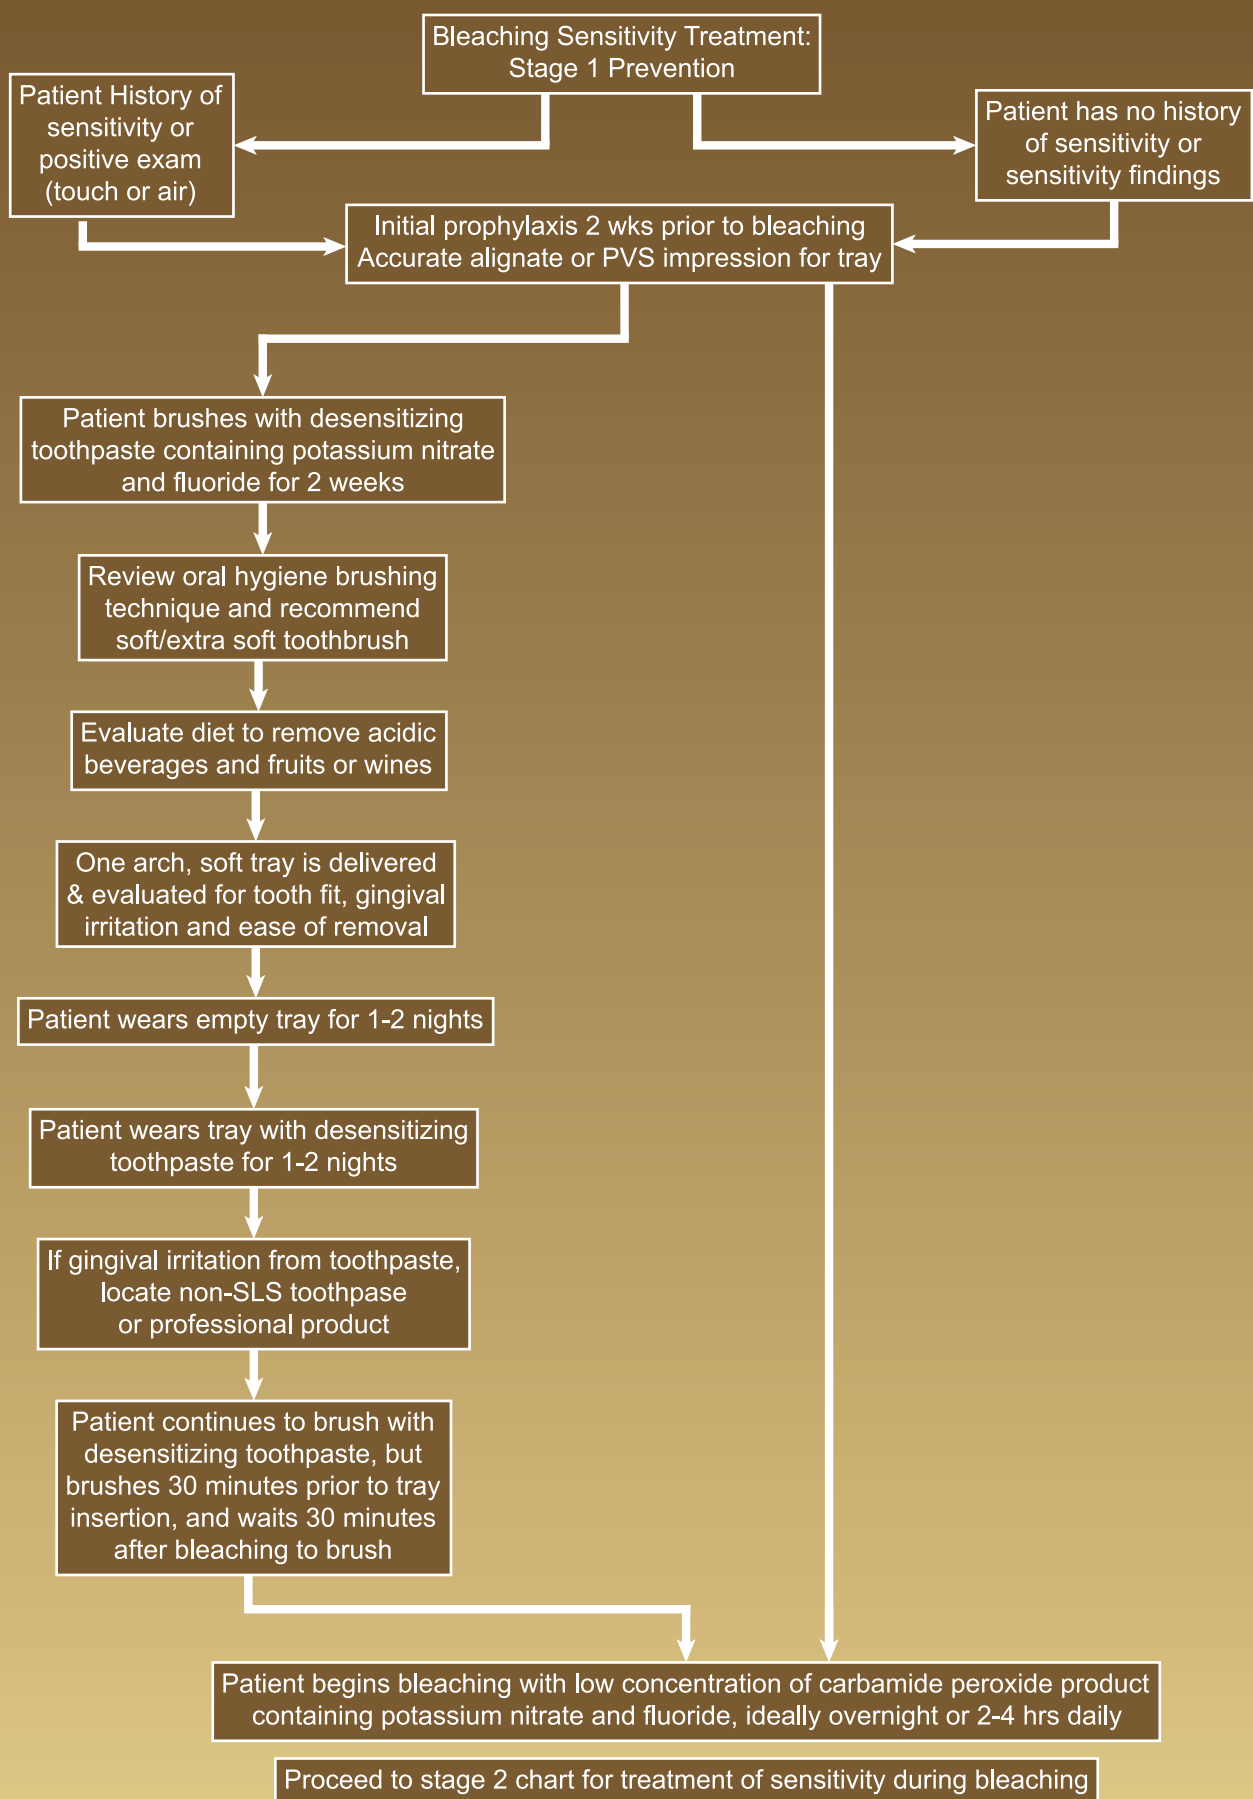 Bleaching Sensitivity Treatment:
Stage 1 Prevention
Patient History of
sensitivity or
positive exam
(touch or air)
Patient has no history
of sensitivity or
sensitivity findings
Initial prophylaxis 2 wks prior to bleaching
Accurate alignate or PVS impression for tray
Patient brushes with desensitizing
toothpaste containing potassium nitrate
and fluoride for 2 weeks
Review oral hygiene brushing
technique and recommend
soft/extra soft toothbrush
Evaluate diet to remove acidic
beverages and fruits or wines
One arch, soft tray is delivered
& evaluated for tooth fit, gingival
irritation and ease of removal
Patient wears empty tray for 1-2 nights
Patient wears tray with desensitizing
toothpaste for 1-2 nights
If gingival irritation from toothpaste,
locate non-SLS toothpase
or professional product
Patient continues to brush with
desensitizing toothpaste, but
brushes 30 minutes prior to tray
insertion, and waits 30 minutes
after bleaching to brush
Patient begins bleaching with low concentration of carbamide peroxide product
containing potassium nitrate and fluoride, ideally overnight or 2-4 hrs daily
Proceed to stage 2 chart for treatment of sensitivity during bleaching